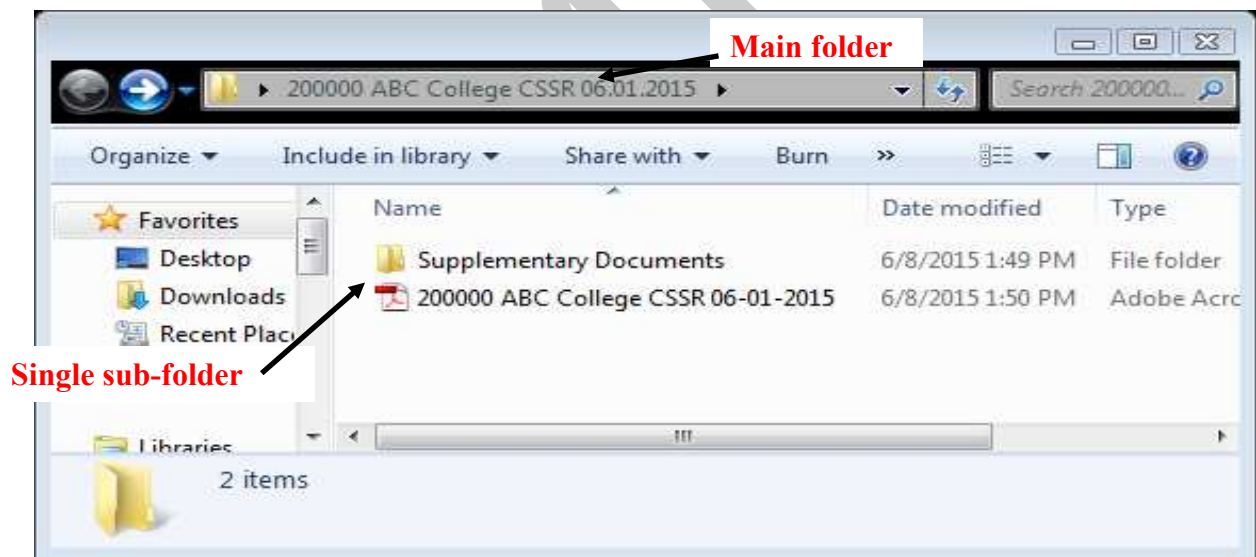 Main folder
200000 ABC College CSSR 06.01.2015
Search 200000...
Organize Include in library Share with Burn »
Name Date modified Type
Favorites
Desktop
Downloads
Recent Plac
Supplementary Documents 6/8/2015 1:49 PM File folder
200000 ABC College CSSR 06-01-2015 6/8/2015 1:50 PM Adobe Acrc
Single sub-folder
Libraries
2 items